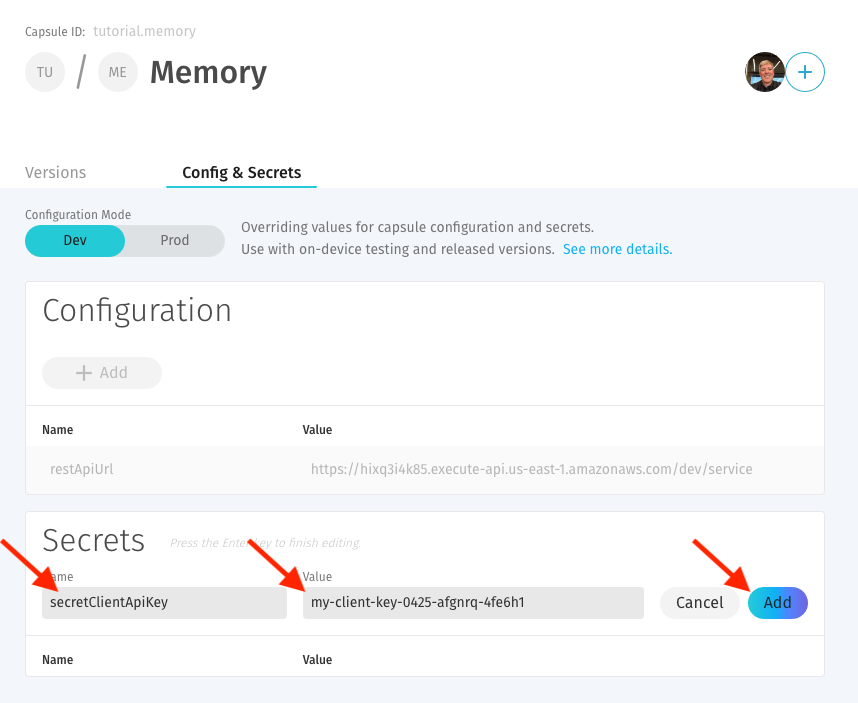 Capsule ID: tutorial.memory
TU / ME Memory
Versions
Config & Secrets
Configuration Mode
Dev
Prod
Overriding values for capsule configuration and secrets.
Use with on-device testing and released versions. See more details.
Configuration
+ Add
Name Value
restApiUrl https://hixq3i4k85.execute-api.us-east-1.amazonaws.com/dev/service
Secrets Press the Enter key to finish editing.
ame Value
secretClientApiKey my-client-key-0425-afgnrq-4fe6h1 Cancel Add
Name Value